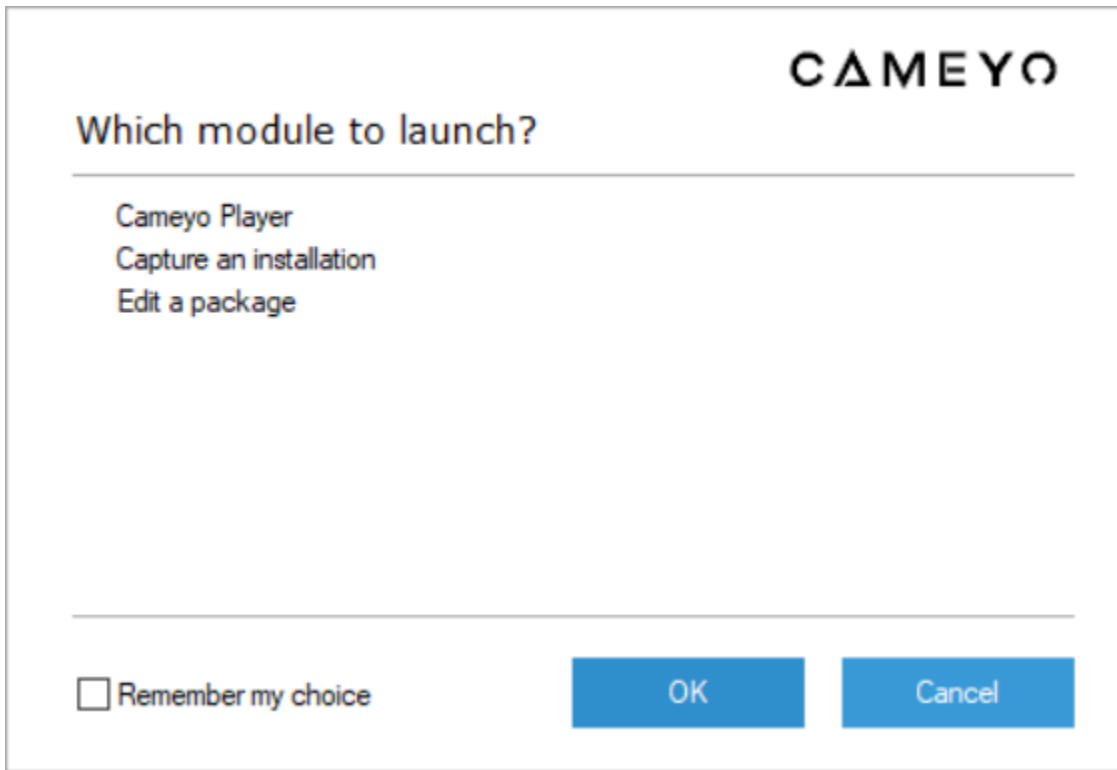 CAMEYO
Which module to launch?
Cameyo Player
Capture an installation
Edit a package
Remember my choice
OK
Cancel